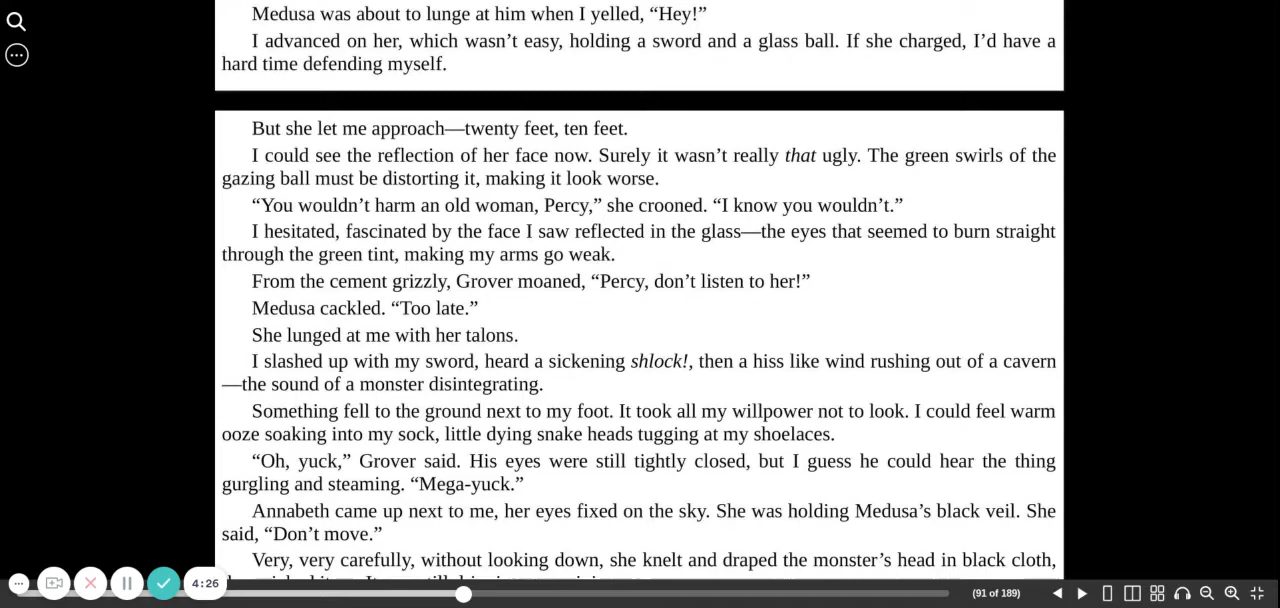 Medusa was about to lunge at him when I yelled, “Hey!”
I advanced on her, which wasn’t easy, holding a sword and a glass ball. If she charged, I’d have a
hard time defending myself.
But she let me approach—twenty feet, ten feet.
I could see the reflection of her face now. Surely it wasn’t really that ugly. The green swirls of the
gazing ball must be distorting it, making it look worse.
“You wouldn’t harm an old woman, Percy,” she crooned. “I know you wouldn’t.”
I hesitated, fascinated by the face I saw reflected in the glass—the eyes that seemed to burn straight
through the green tint, making my arms go weak.
From the cement grizzly, Grover moaned, “Percy, don’t listen to her!”
Medusa cackled. “Too late.”
She lunged at me with her talons.
I slashed up with my sword, heard a sickening shlock!, then a hiss like wind rushing out of a cavern
—the sound of a monster disintegrating.
Something fell to the ground next to my foot. It took all my willpower not to look. I could feel warm
ooze soaking into my sock, little dying snake heads tugging at my shoelaces.
“Oh, yuck,” Grover said. His eyes were still tightly closed, but I guess he could hear the thing
gurgling and steaming. “Mega-yuck.”
Annabeth came up next to me, her eyes fixed on the sky. She was holding Medusa’s black veil. She
said, “Don’t move.”
Very, very carefully, without looking down, she knelt and draped the monster’s head in black cloth,
4:26
(91 of 189)